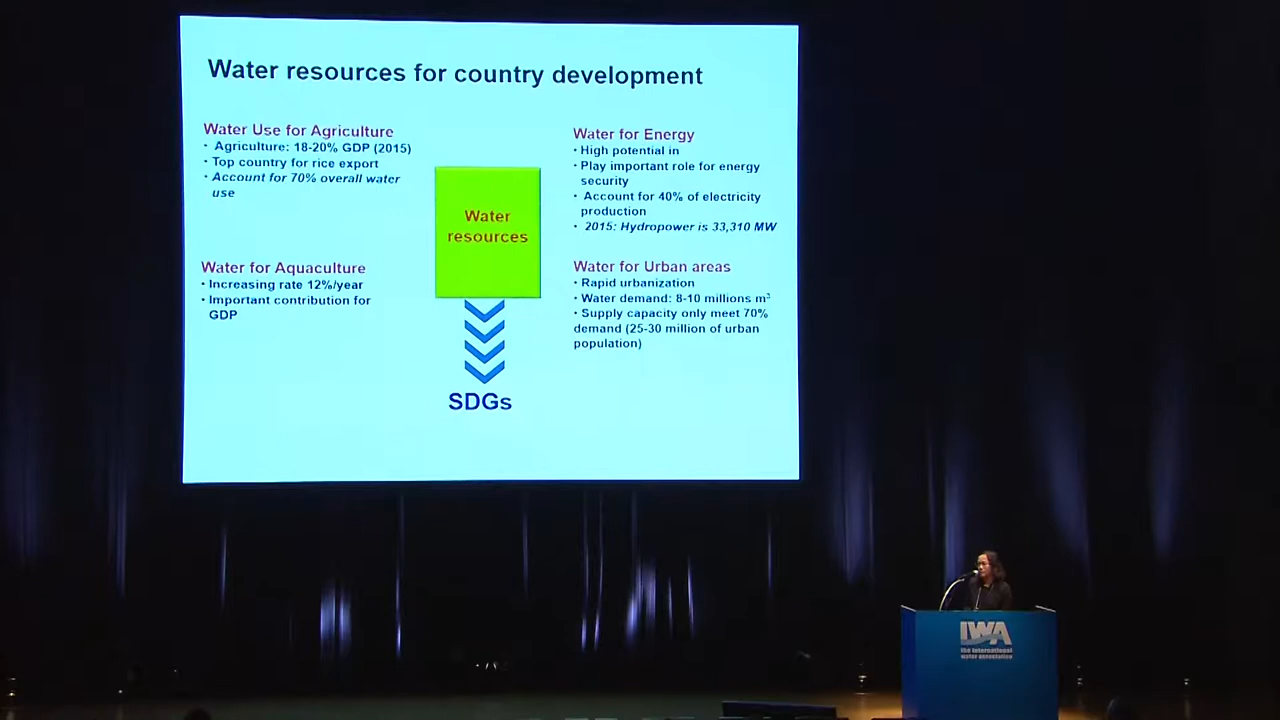 Water resources for country development
Water Use for Agriculture
• Agriculture: 18-20% GDP (2015)
• Top country for rice export
• Account for 70% overall water
use
Water for Aquaculture
• Increasing rate 12%/year
• Important contribution for
GDP
Water
resources
SDGs
Water for Energy
• High potential in
• Play important role for energy
security
• Account for 40% of electricity
production
• 2015: Hydropower is 33,310 MW
Water for Urban areas
• Rapid urbanization
• Water demand: 8-10 millions m³
• Supply capacity only meet 70%
demand (25-30 million of urban
population)
IWA
the international
water association